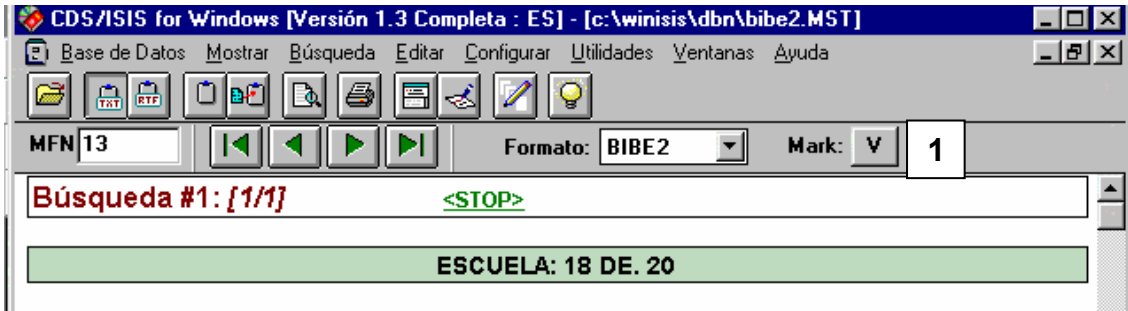 CDS/ISIS for Windows [Versión 1.3 Completa : ES] - [c:\winisis\dbn\bibe2.MST]
Base de Datos Mostrar Búsqueda Editar Configurar Utilidades Ventanas Ayuda
TXT RTF
MFN 13 Formato: BIBE2 Mark: V 1
Búsqueda #1: [1/1] <STOP>
ESCUELA: 18 DE. 20